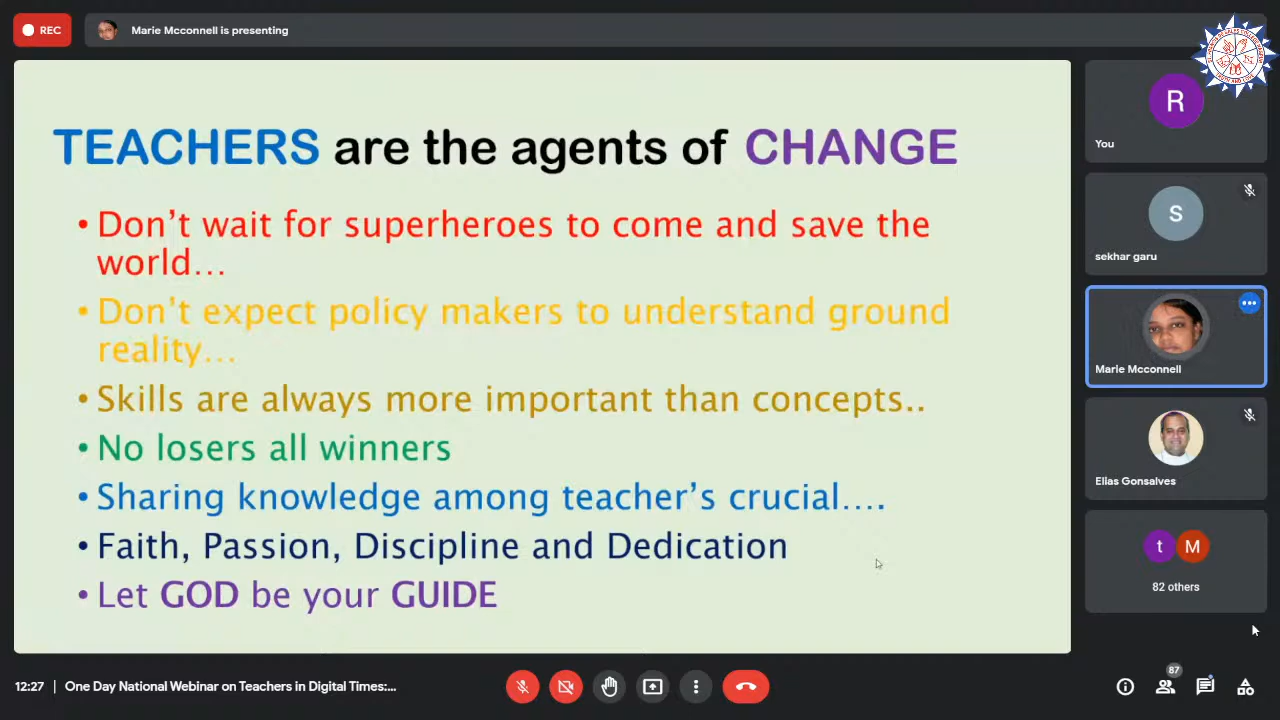 REC
Marie Mcconnell is presenting
TEACHERS are the agents of CHANGE
• Don't wait for superheroes to come and save the
world...
• Don't expect policy makers to understand ground
reality...
• Skills are always more important than concepts..
• No losers all winners
• Sharing knowledge among teacher's crucial....
• Faith, Passion, Discipline and Dedication
• Let GOD be your GUIDE
R
You
S
sekhar garu
Marie Mcconnell
Elias Gonsalves
t M
82 others
12:27 | One Day National Webinar on Teachers in Digital Times:...
87